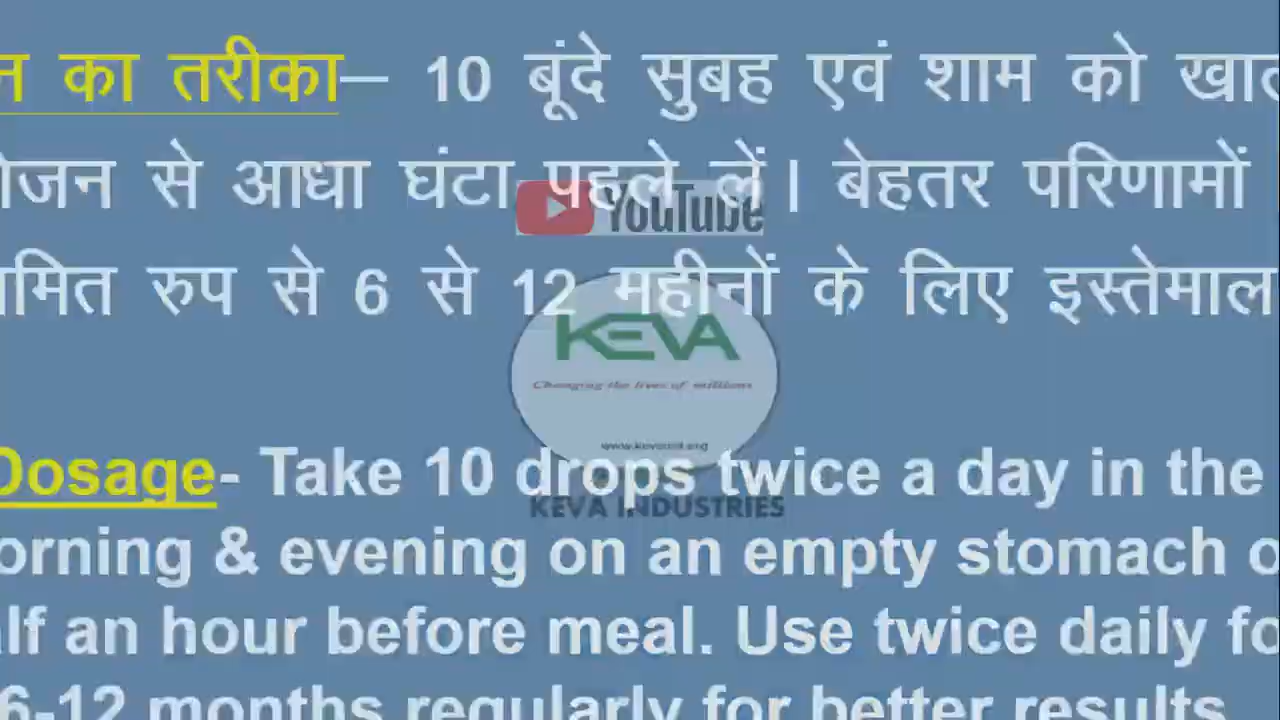 न का तरीका– 10 बूंदे सुबह एवं शाम को
जन से आधा घंटा पहले लें। बेहतर परिणामों
मित रुप से 6 से 12 महीनों के लिए इस्तेमाल
YouTube
KEVA
Changing the lives of millions
Dosage- Take 10 drops twice a day in the
KEVA INDUSTRIES
orning & evening on an empty stomach o
lf an hour before meal. Use twice daily fo
6-12 months regularly for better results